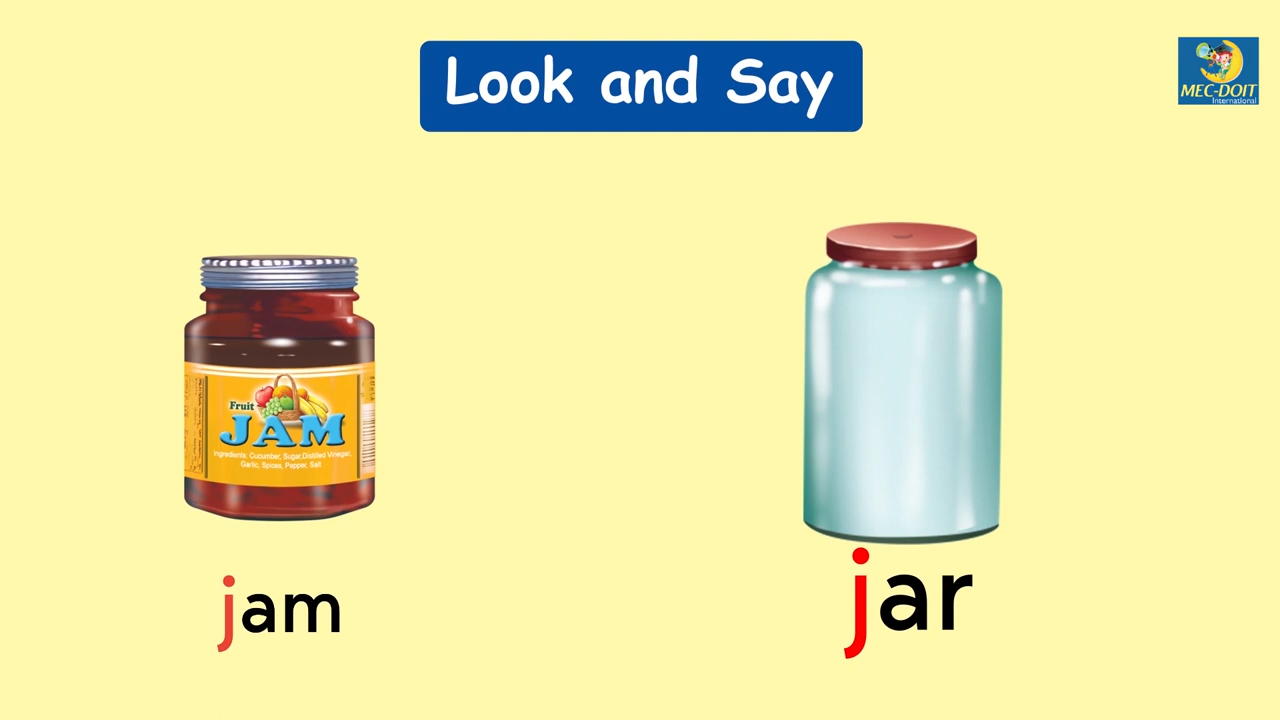 Look and Say
MEC-DOIT
International
Fruit
JAM
Ingredients: Cucumber, Sugar,Distilled Vinegar,
Garlic, Spices, Pepper, Salt
jam
jar